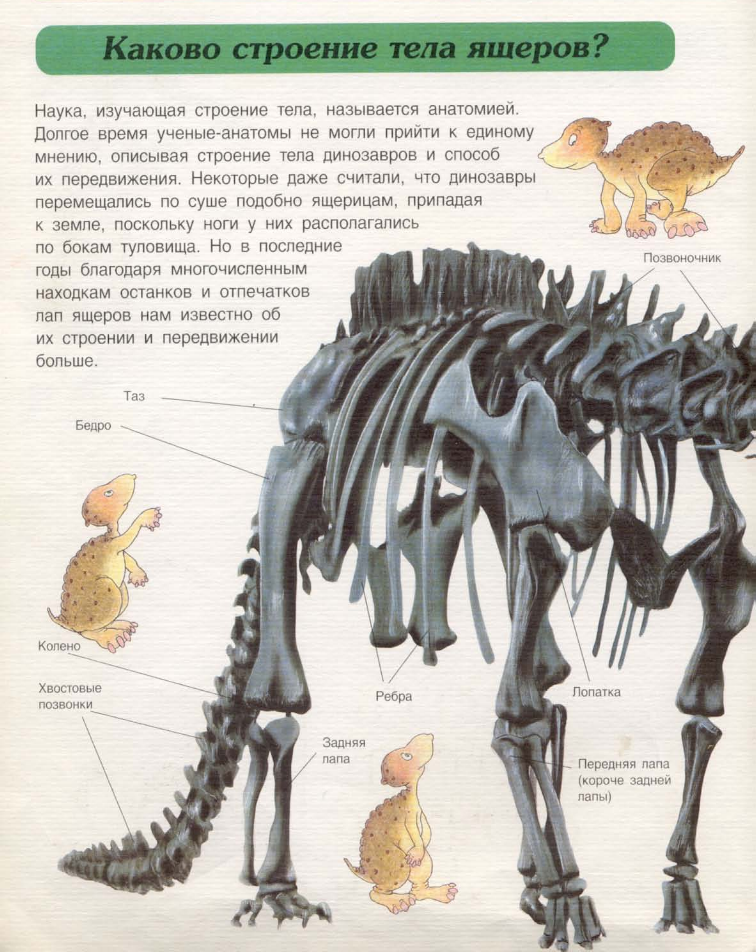 Каково строение тела ящеров?
Наука, изучающая строение тела, называется анатомией.
Долгое время ученые-анатомы не могли прийти к единому
мнению, описывая строение тела динозавров и способ
их передвижения. Некоторые даже считали, что динозавры
перемещались по суше подобно ящерицам, припадая
к земле, поскольку ноги у них располагались
по бокам туловища. Но в последние
годы благодаря многочисленным
находкам останков и отпечатков
лап ящеров нам известно об
их строении и передвижении
больше.
Позвоночник
Таз
Бедро
Колено
Хвостовые
позвонки
Ребра
Лопатка
Задняя
лапа
Передняя лапа
(короче задней
лапы)